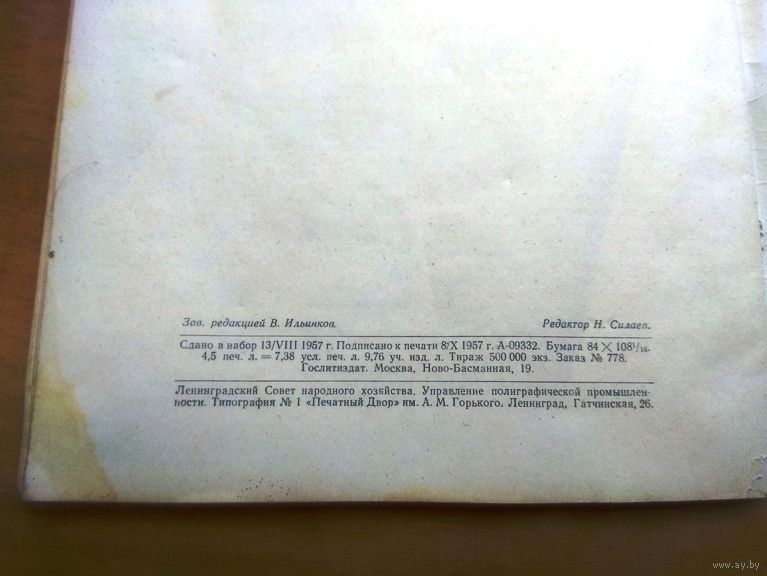 Зав. редакцией В. Ильинков. Редактор Н. Силаев.
Сдано в набор 13/VIII 1957 г. Подписано к печати 8/X 1957 г. А-09332. Бумага 84 × 108¹/₁₆.
4,5 печ. л. = 7,38 усл. печ. л. 9,76 уч. изд. л. Тираж 500 000 экз. Заказ № 778.
Гослитиздат. Москва, Ново-Басманная, 19.
Ленинградский Совет народного хозяйства. Управление полиграфической промышлен-
ности. Типография № 1 «Печатный Двор» им. А. М. Горького. Ленинград, Гатчинская, 26.
www.ay.by